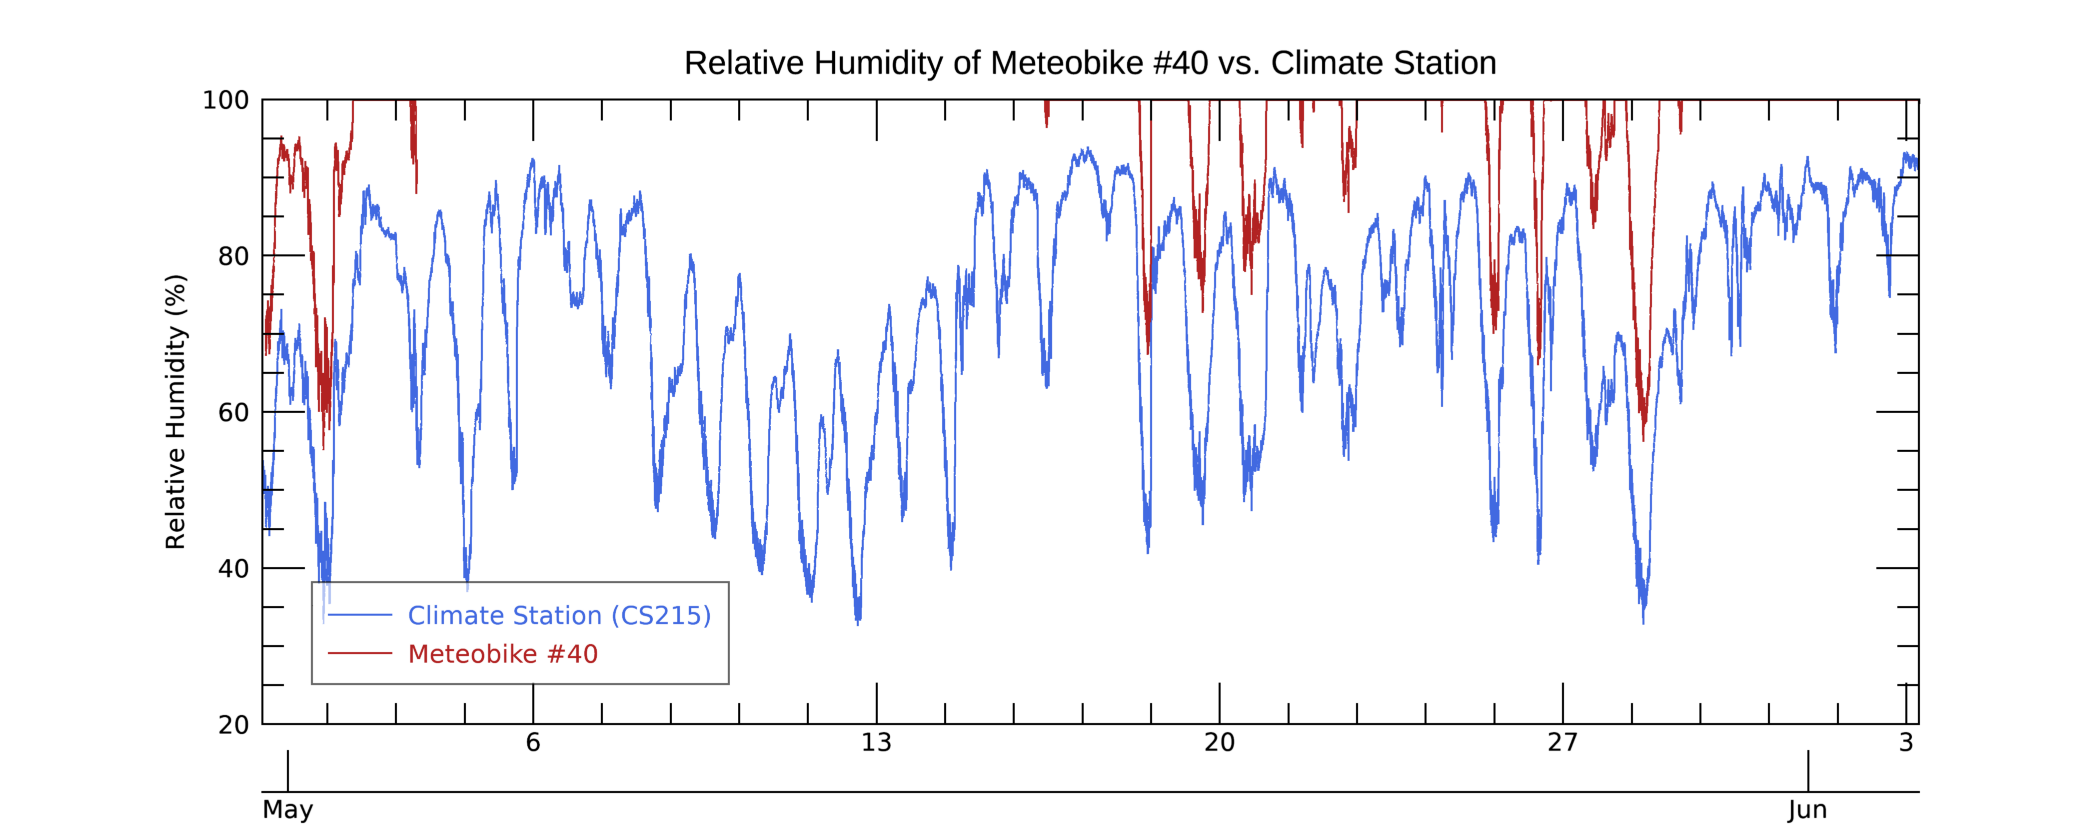 Relative Humidity of Meteobike #40 vs. Climate Station
Relative Humidity (%)
100
80
60
40
20
Climate Station (CS215)
Meteobike #40
6 13 20 27 3
May Jun